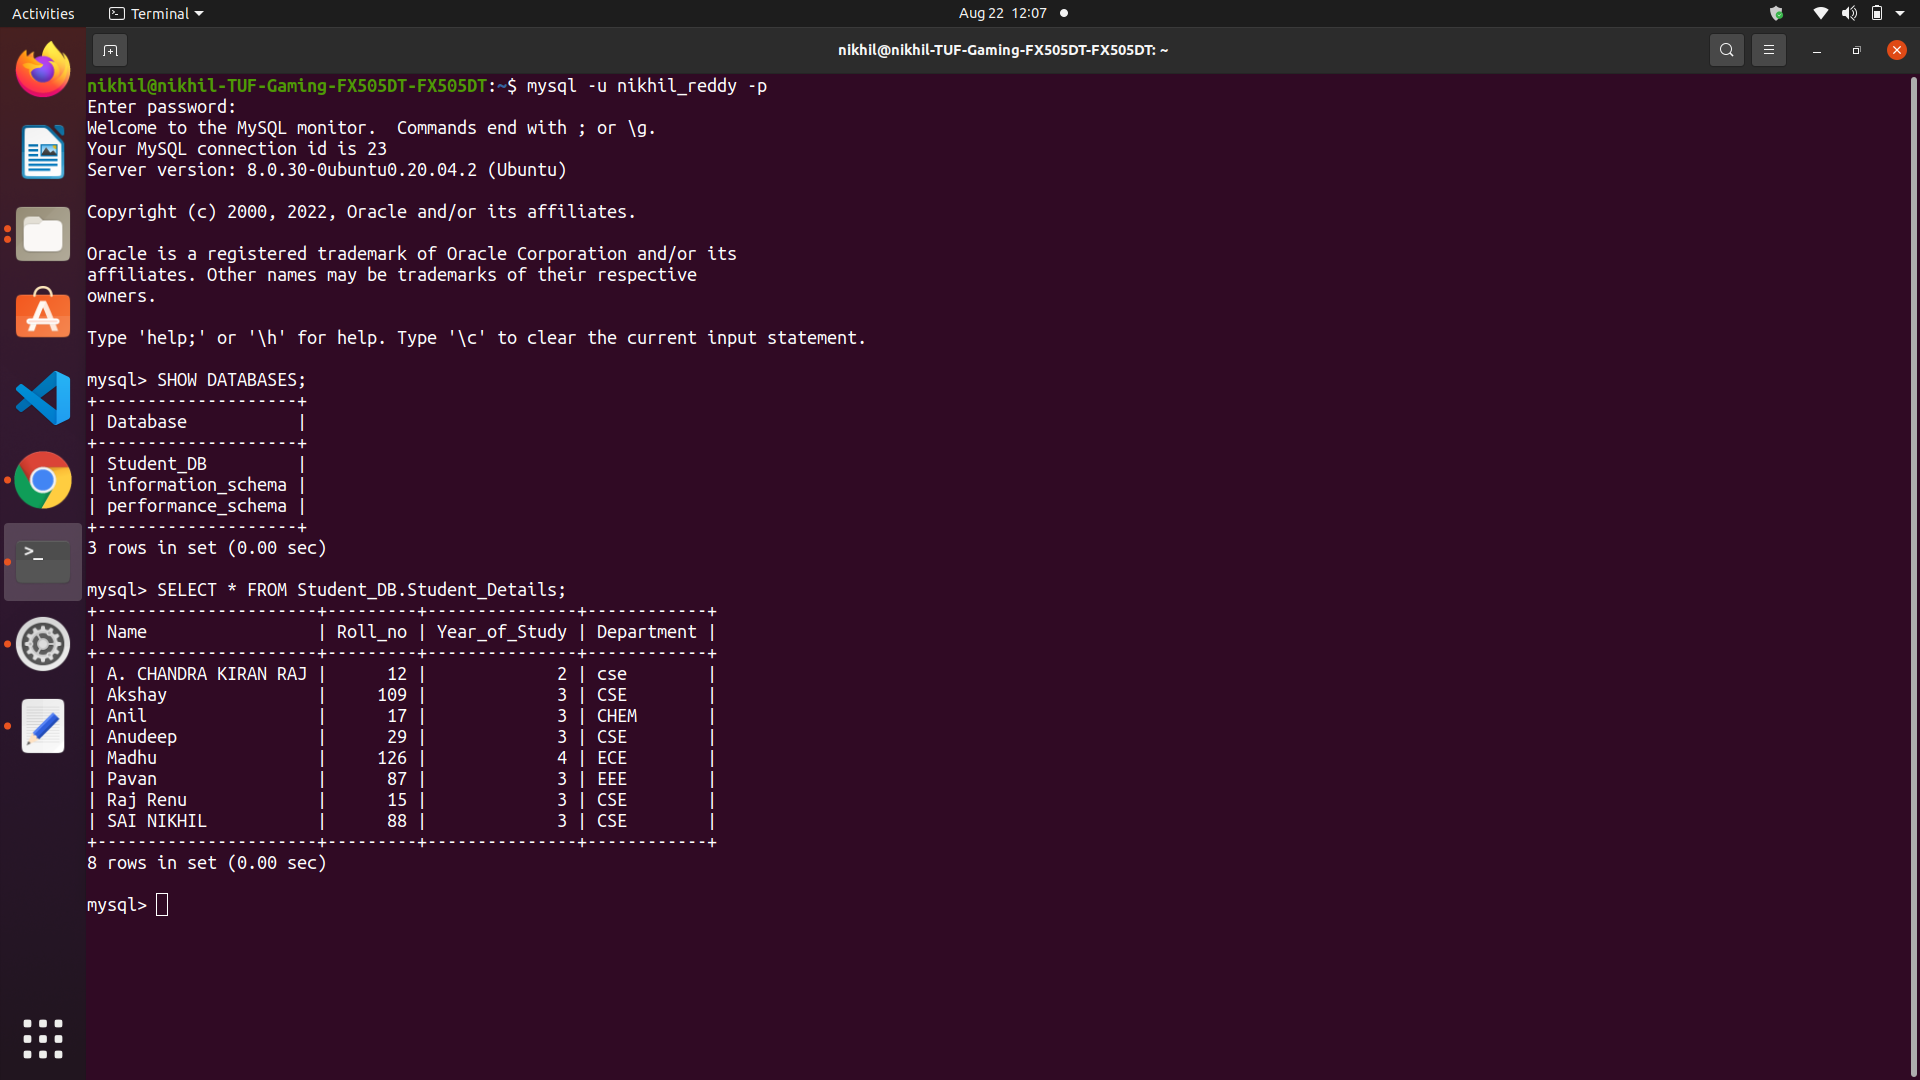 Activities Terminal Aug 22 12:07
nikhil@nikhil-TUF-Gaming-FX505DT-FX505DT: ~
nikhil@nikhil-TUF-Gaming-FX505DT-FX505DT:~$ mysql -u nikhil_reddy -p
Enter password:
Welcome to the MySQL monitor.  Commands end with ; or \g.
Your MySQL connection id is 23
Server version: 8.0.30-0ubuntu0.20.04.2 (Ubuntu)
Copyright (c) 2000, 2022, Oracle and/or its affiliates.
Oracle is a registered trademark of Oracle Corporation and/or its
affiliates. Other names may be trademarks of their respective
owners.
Type 'help;' or '\h' for help. Type '\c' to clear the current input statement.
mysql> SHOW DATABASES;
+--------------------+
| Database           |
+--------------------+
| Student_DB         |
| information_schema |
| performance_schema |
+--------------------+
3 rows in set (0.00 sec)
mysql> SELECT * FROM Student_DB.Student_Details;
+----------------------+---------+---------------+------------+
| Name                 | Roll_no | Year_of_Study | Department |
+----------------------+---------+---------------+------------+
| A. CHANDRA KIRAN RAJ |      12 |             2 | cse        |
| Akshay               |     109 |             3 | CSE        |
| Anil                 |      17 |             3 | CHEM       |
| Anudeep              |      29 |             3 | CSE        |
| Madhu                |     126 |             4 | ECE        |
| Pavan                |      87 |             3 | EEE        |
| Raj Renu             |      15 |             3 | CSE        |
| SAI NIKHIL           |      88 |             3 | CSE        |
+----------------------+---------+---------------+------------+
8 rows in set (0.00 sec)
mysql>